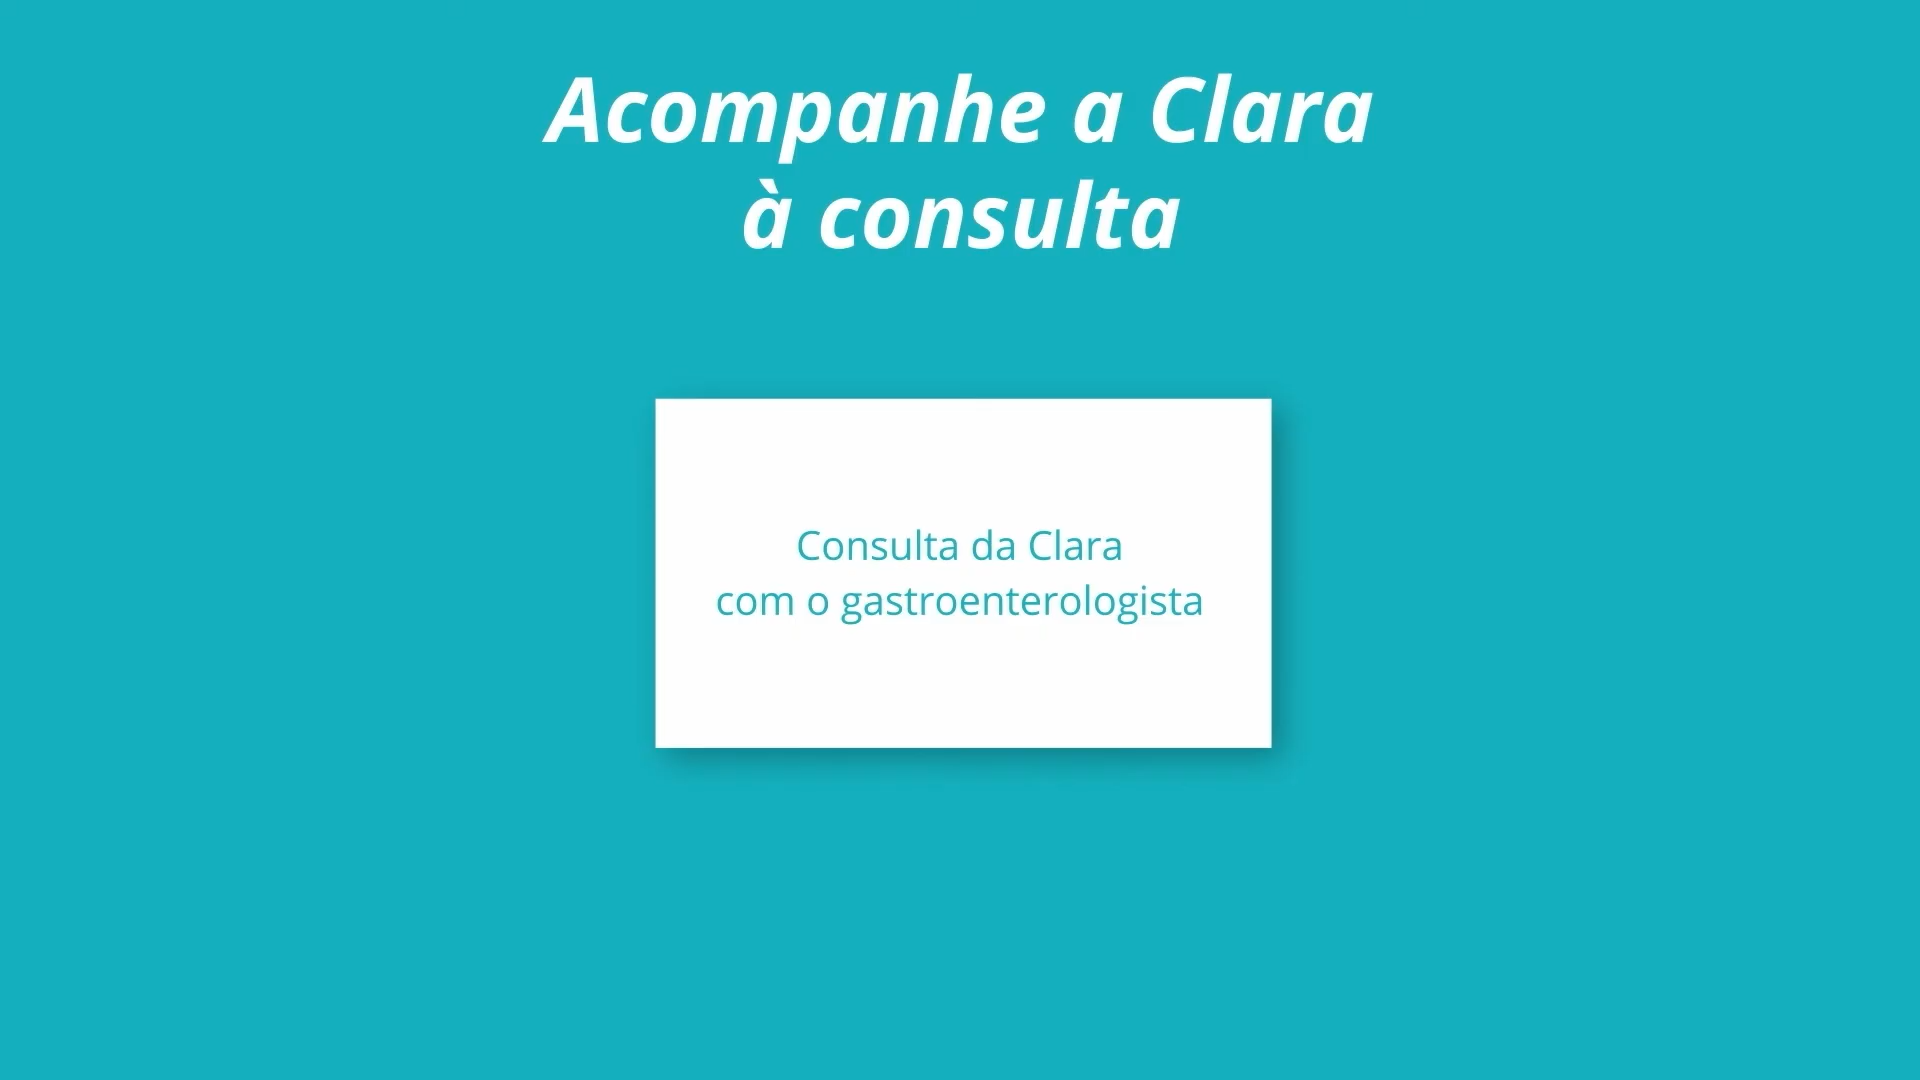 Acompanhe a Clara
à consulta
Consulta da Clara
com o gastroenterologista